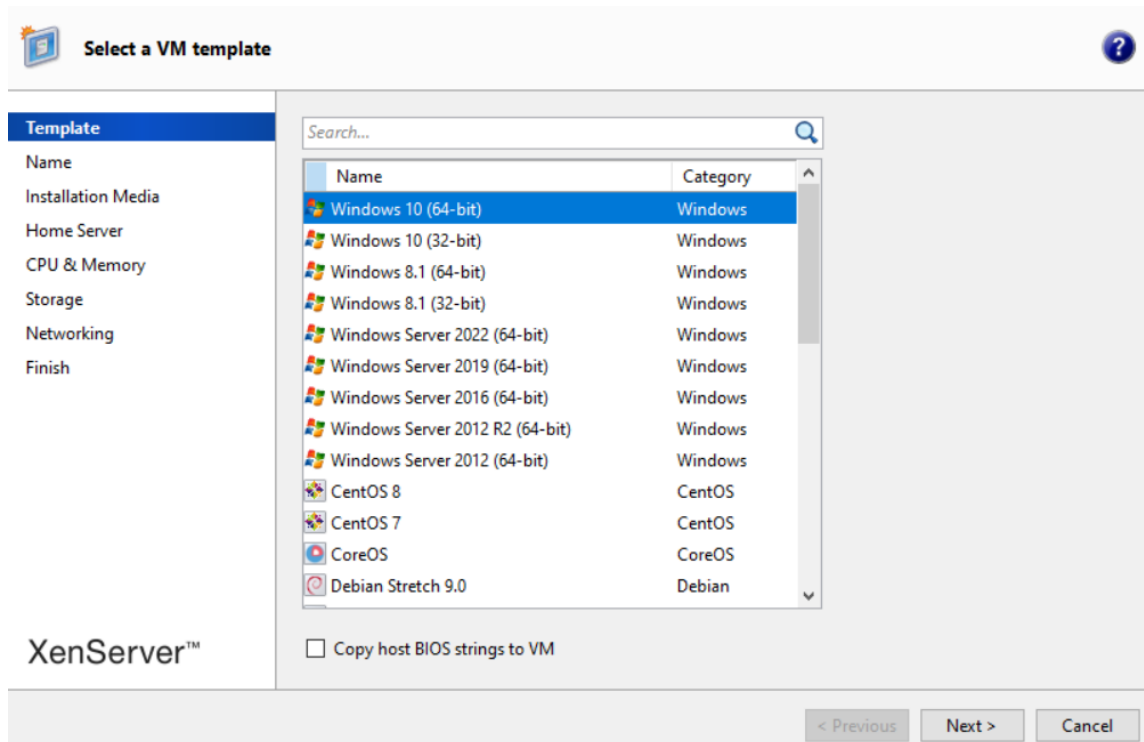 Select a VM template
?
Template
Name
Installation Media
Home Server
CPU & Memory
Storage
Networking
Finish
XenServer™
Search...
Name Category
Windows 10 (64-bit) Windows
Windows 10 (32-bit) Windows
Windows 8.1 (64-bit) Windows
Windows 8.1 (32-bit) Windows
Windows Server 2022 (64-bit) Windows
Windows Server 2019 (64-bit) Windows
Windows Server 2016 (64-bit) Windows
Windows Server 2012 R2 (64-bit) Windows
Windows Server 2012 (64-bit) Windows
CentOS 8 CentOS
CentOS 7 CentOS
CoreOS CoreOS
Debian Stretch 9.0 Debian
Copy host BIOS strings to VM
< Previous Next > Cancel